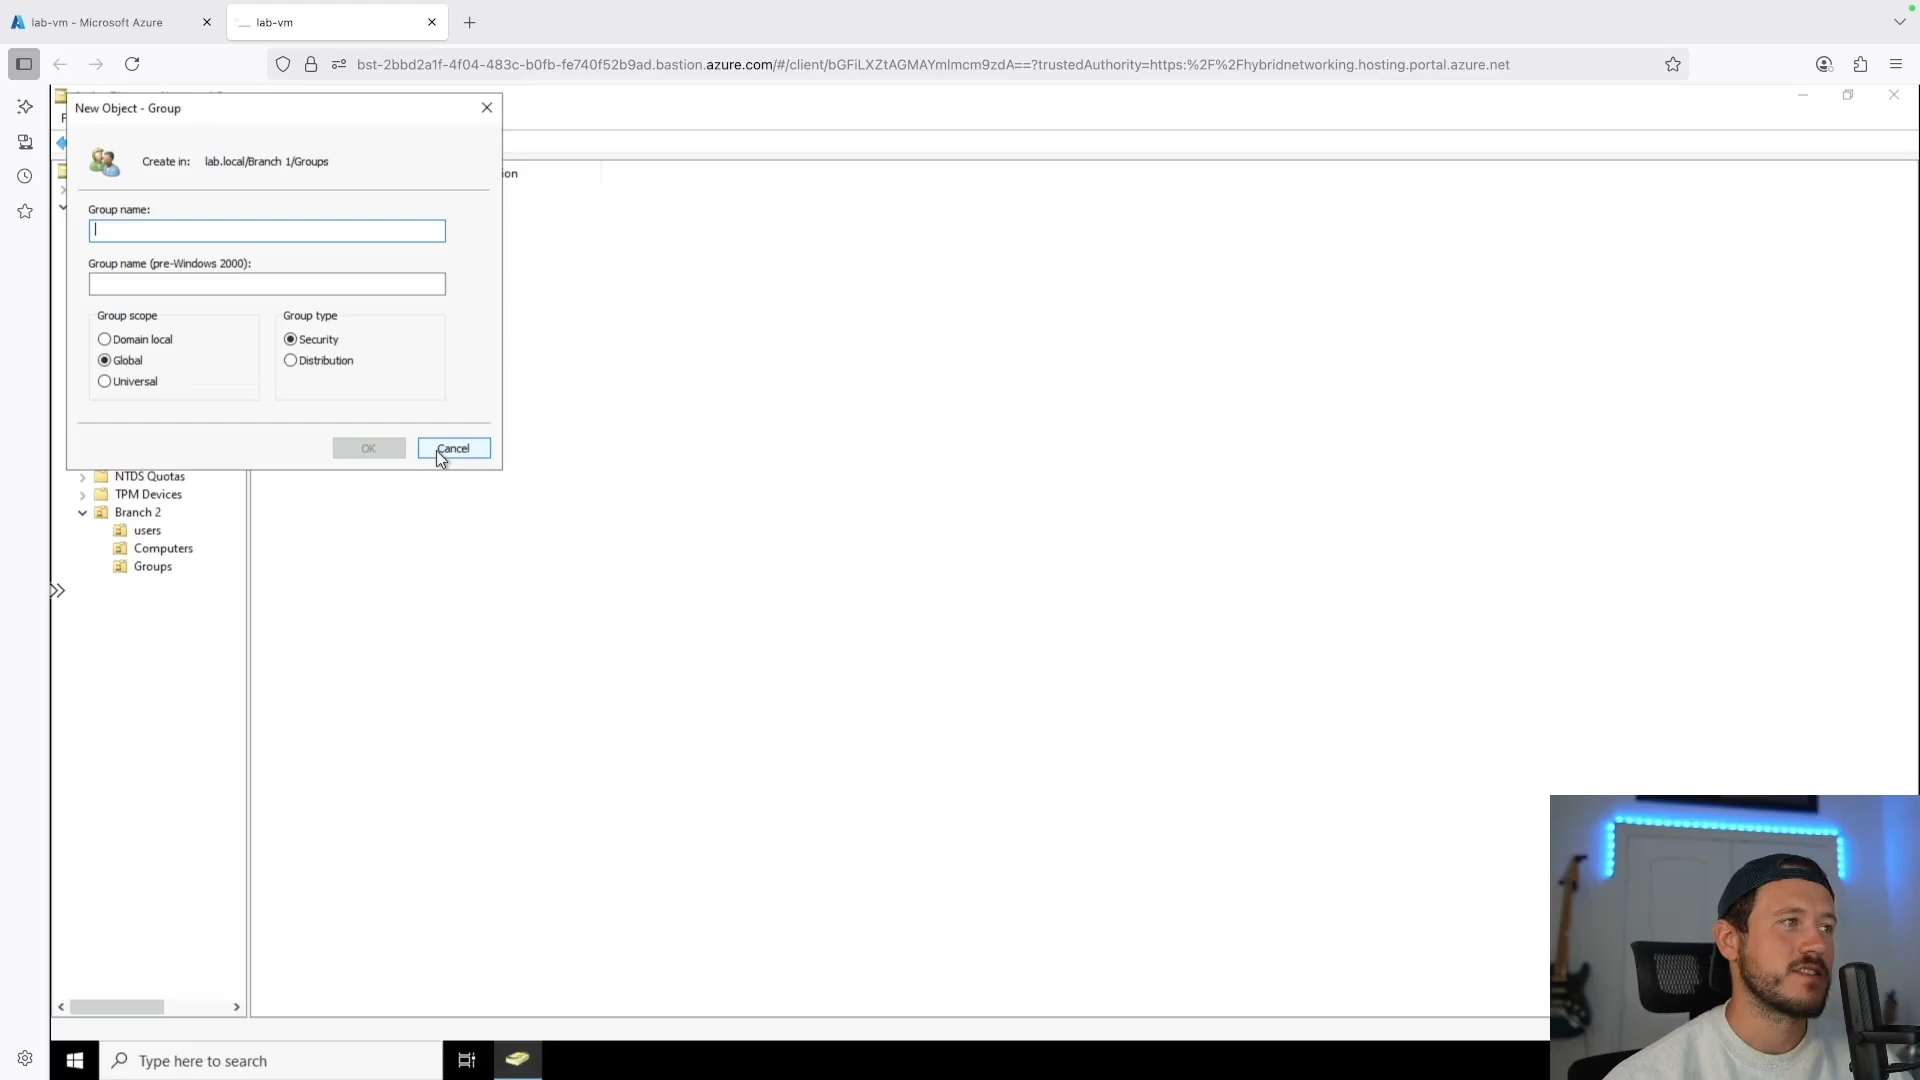 lab-vm - Microsoft Azure
lab-vm
bst-2bbd2a1f-4f04-483c-b0fb-fe740f52b9ad.bastion.azure.com/#/client/bGFiLXZtAGMAYmlmcm9zdA==?trustedAuthority=https:%2F%2Fhybridnetworking.hosting.portal.azure.net
New Object - Group
Create in: lab.local/Branch 1/Groups
ion
Group name:
Group name (pre-Windows 2000):
Group scope
Group type
Domain local
Security
Global
Distribution
Universal
OK
Cancel
NTDS Quotas
TPM Devices
Branch 2
users
Computers
Groups
Type here to search